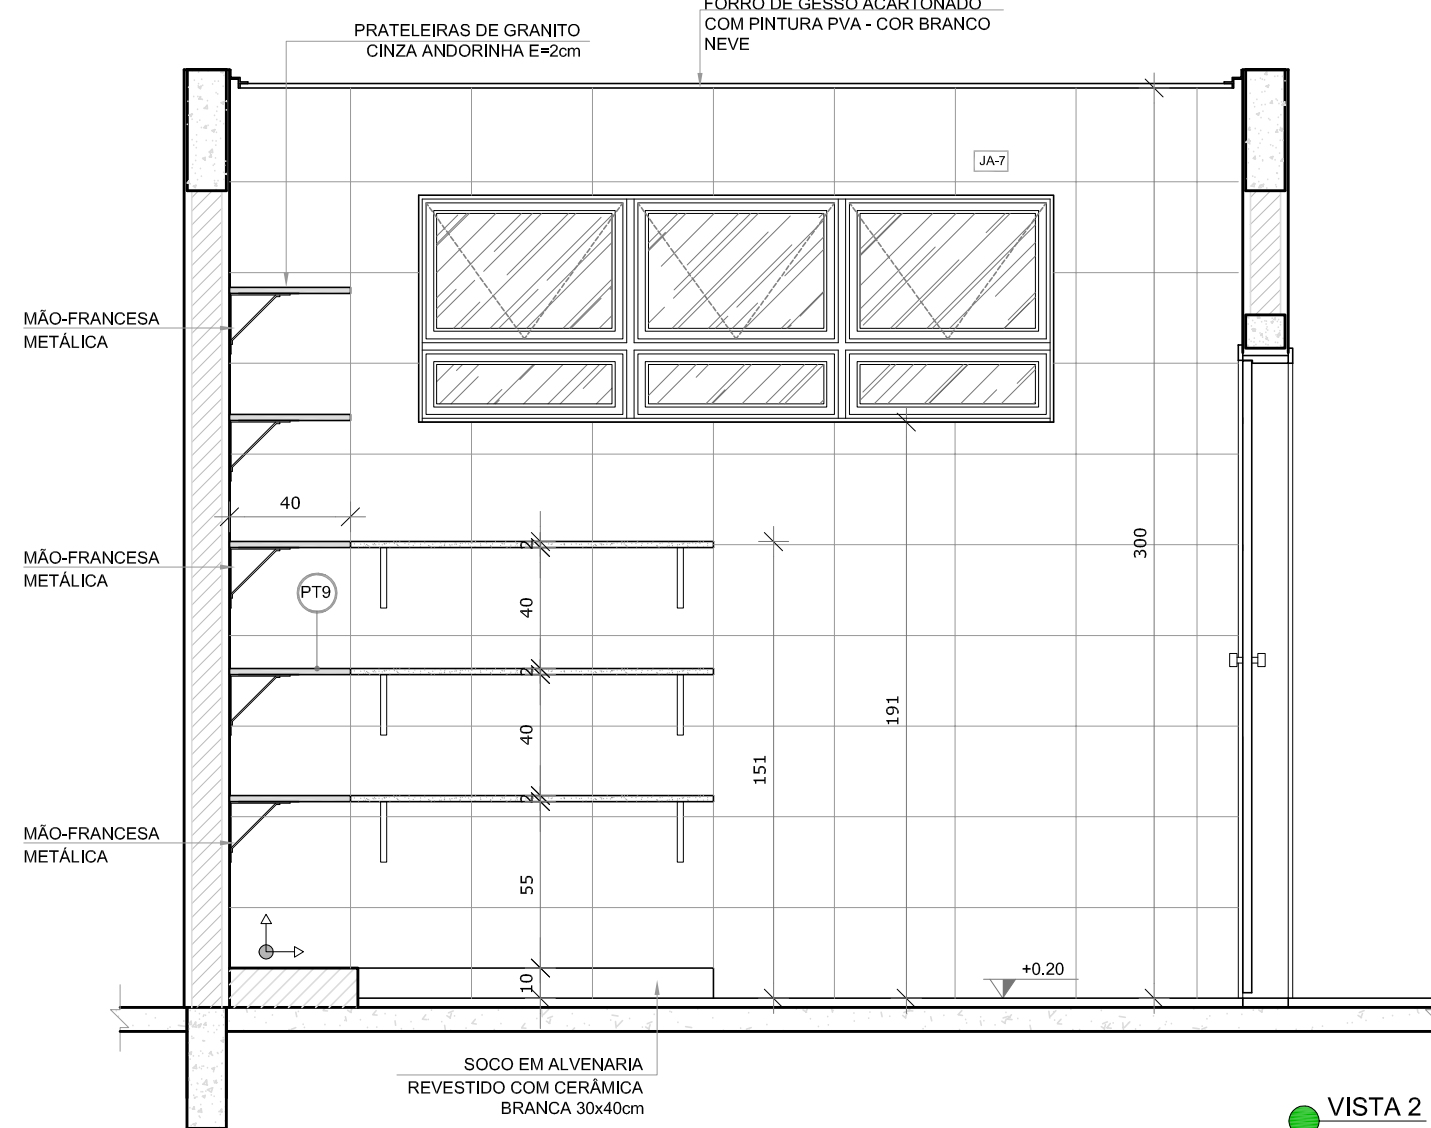 FORRO DE GESSO ACARTONADO
COM PINTURA PVA - COR BRANCO
NEVE
PRATELEIRAS DE GRANITO
CINZA ANDORINHA E=2cm
JA-7
MÃO-FRANCESA
METÁLICA
40
MÃO-FRANCESA
METÁLICA
PT9
2
40
2
40
2
55
10
151
191
300
MÃO-FRANCESA
METÁLICA
+0.20
SOCO EM ALVENARIA
REVESTIDO COM CERÂMICA
BRANCA 30x40cm
VISTA 2